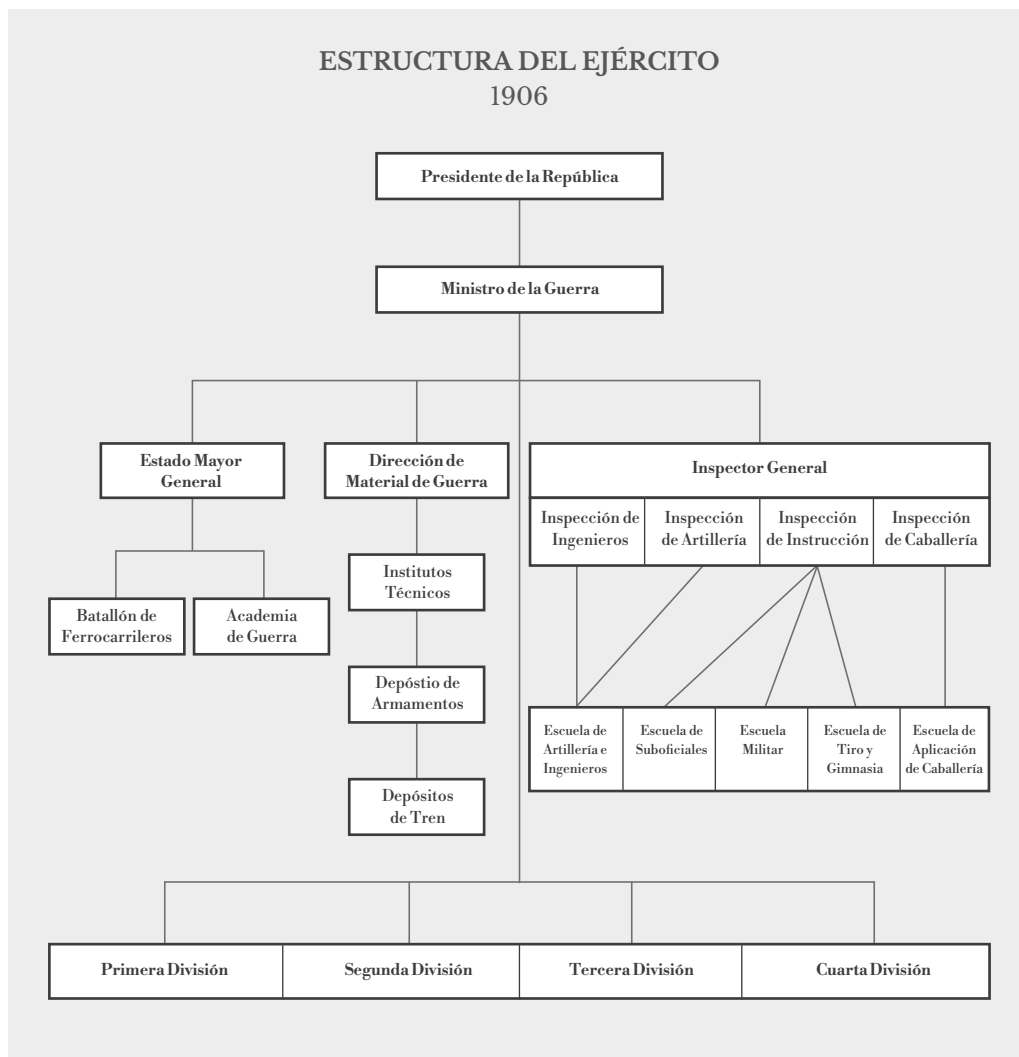 ESTRUCTURA DEL EJÉRCITO
1906
Presidente de la República
Ministro de la Guerra
Estado Mayor
General
Dirección de
Material de Guerra
Inspector General
Inspección de
Ingenieros
Inspección
de Artillería
Inspección
de Instrucción
Inspección
de Caballería
Institutos
Técnicos
Batallón de
Ferrocarrileros
Academia
de Guerra
Depóstio de
Armamentos
Escuela de
Artillería e
Ingenieros
Escuela de
Suboficiales
Escuela
Militar
Escuela de
Tiro y
Gimnasia
Escuela de
Aplicación
de Caballería
Depósitos
de Tren
Primera División
Segunda División
Tercera División
Cuarta División